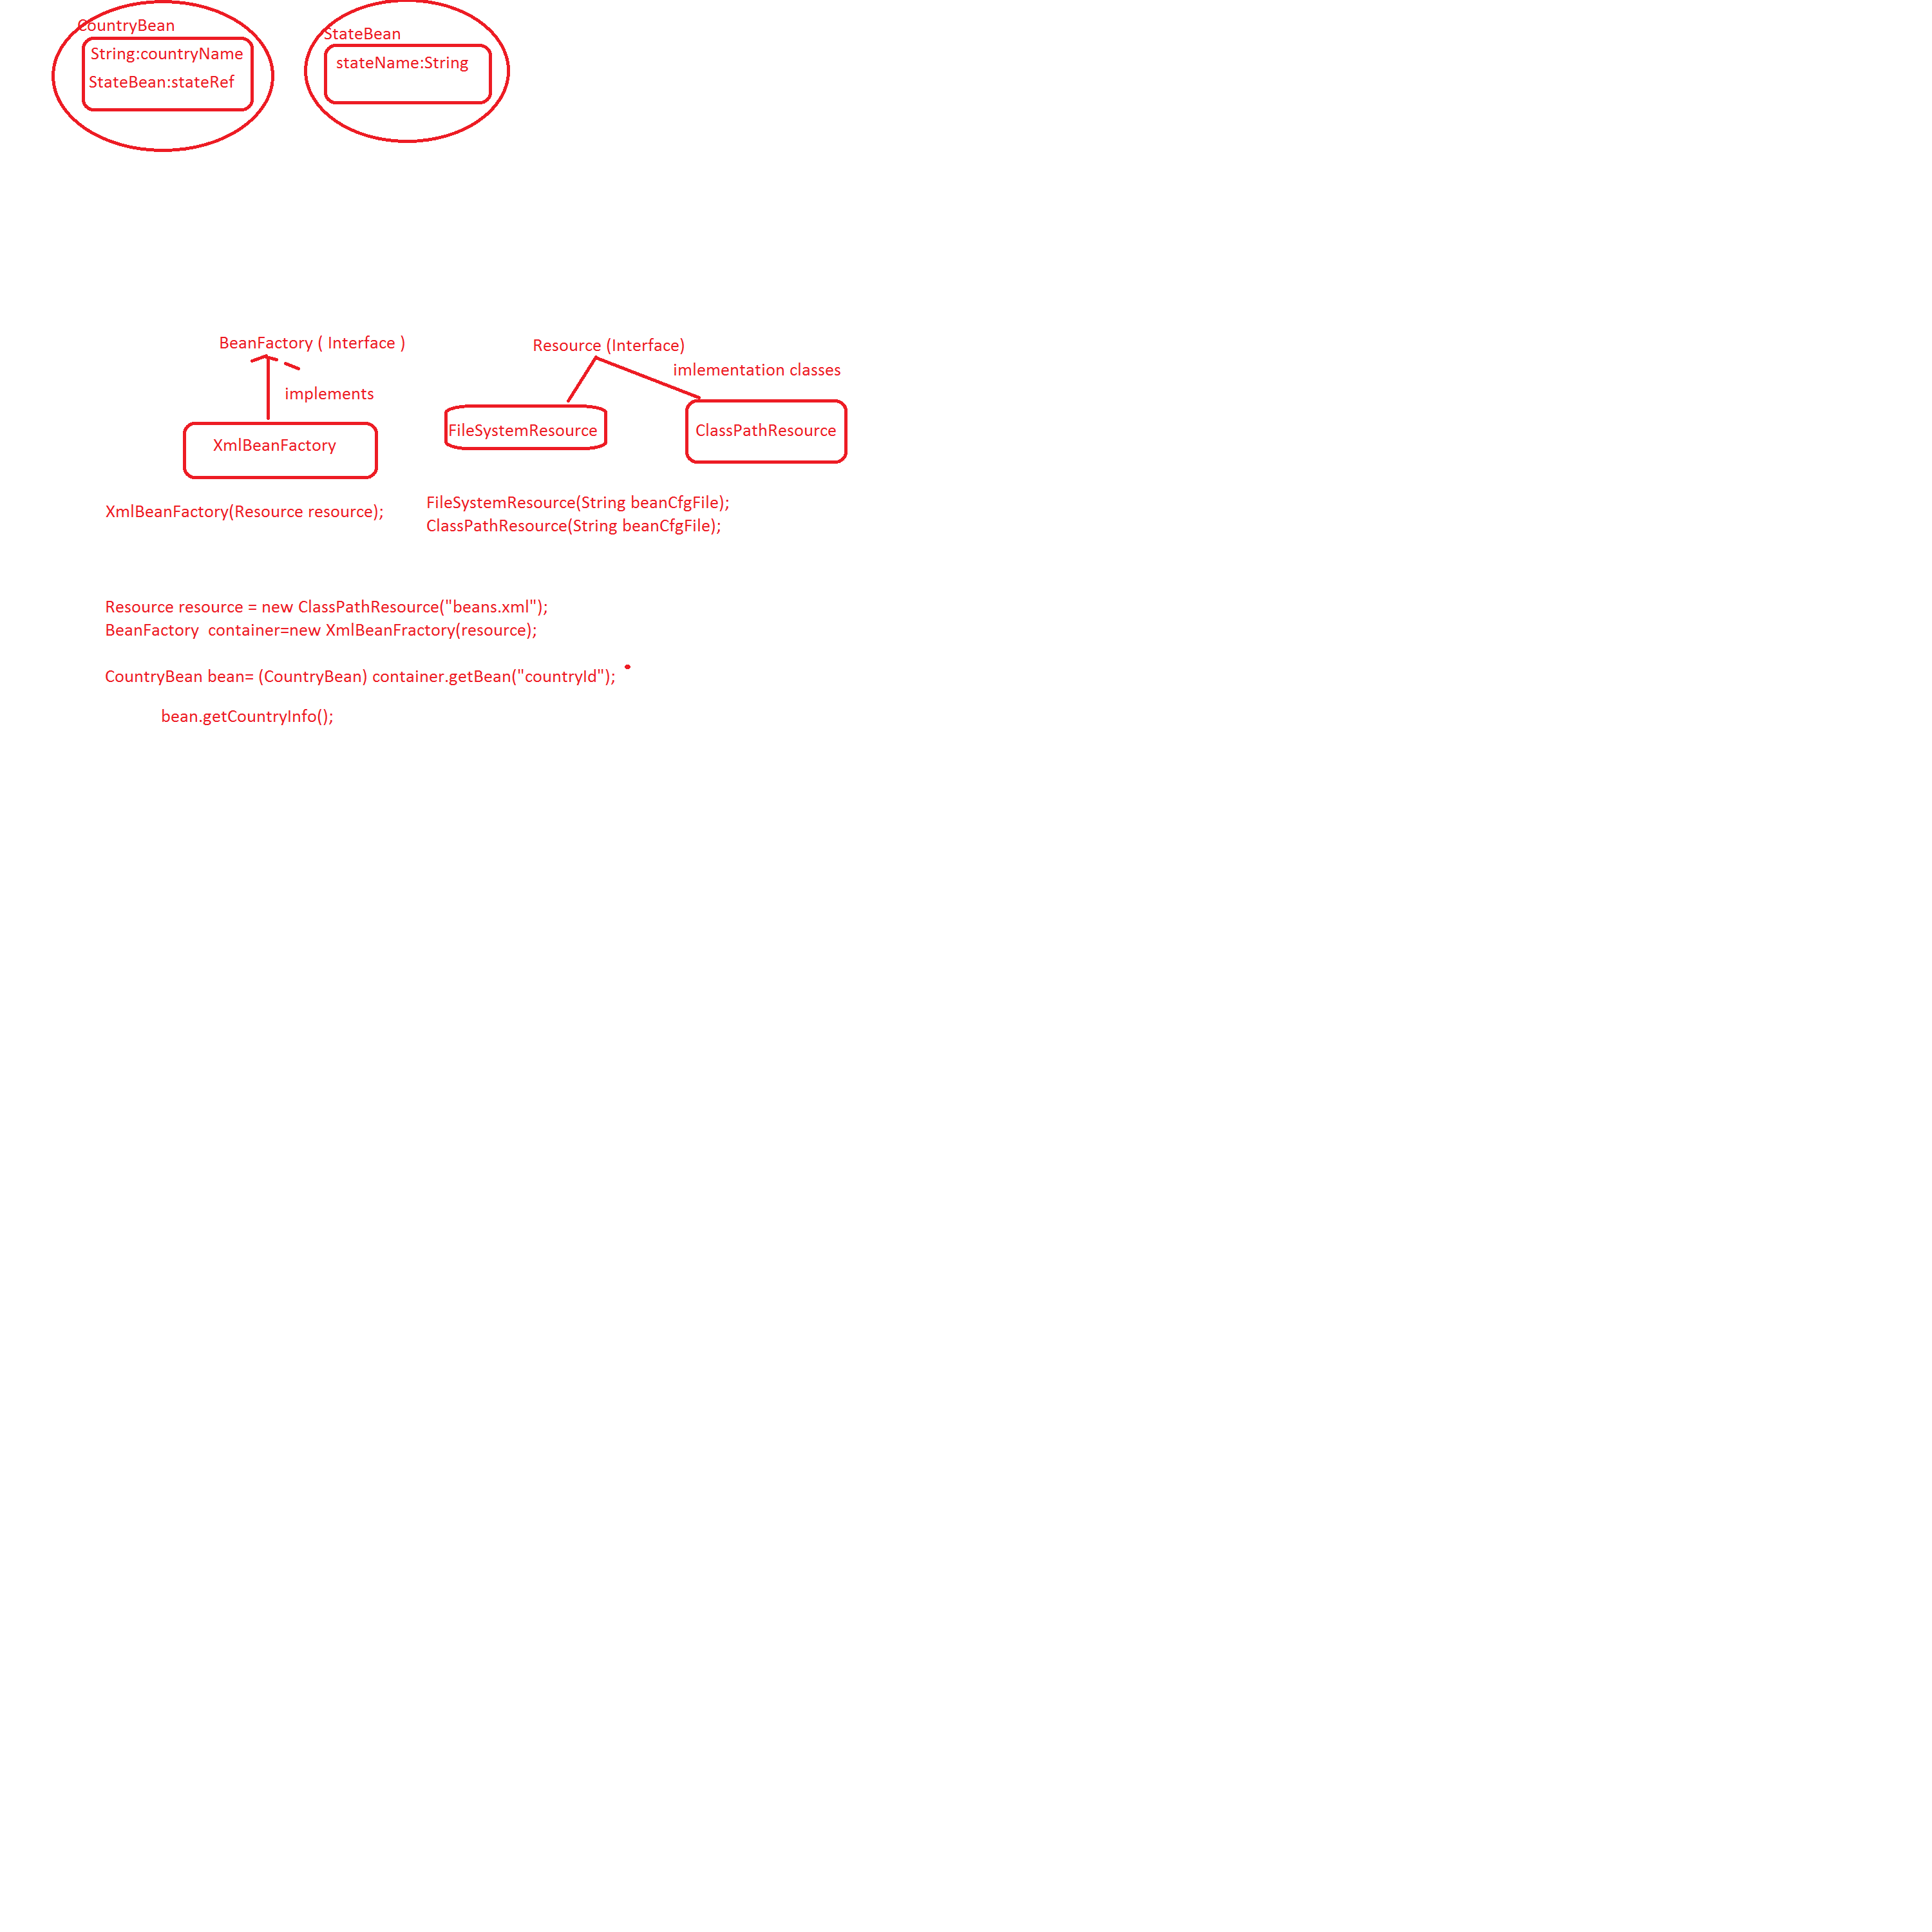 CountryBean
String:countryName
StateBean:stateRef
StateBean
stateName:String
BeanFactory ( Interface )
implements
XmlBeanFactory
XmlBeanFactory(Resource resource);
Resource (Interface)
imlementation classes
FileSystemResource
ClassPathResource
FileSystemResource(String beanCfgFile);
ClassPathResource(String beanCfgFile);
Resource resource = new ClassPathResource("beans.xml");
BeanFactory  container=new XmlBeanFractory(resource);
CountryBean bean= (CountryBean) container.getBean("countryId");
bean.getCountryInfo();